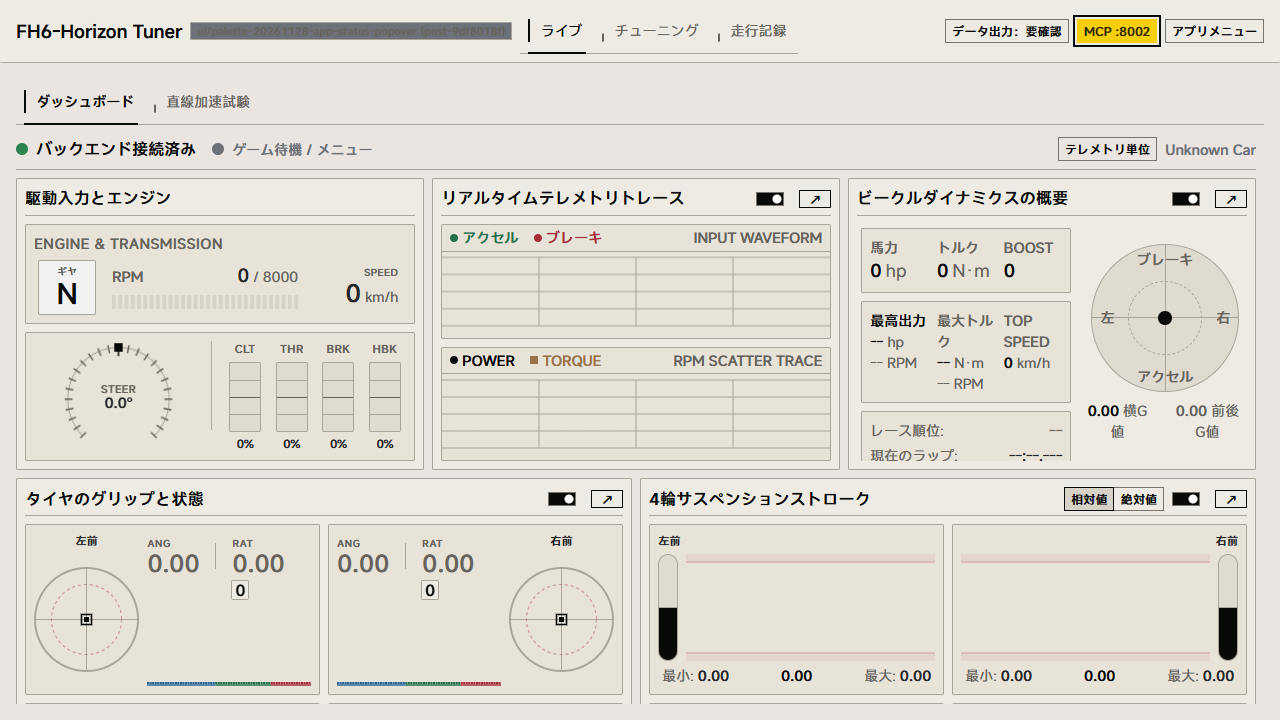 FH6-Horizon Tuner
ライブ
チューニング
走行記録
データ出力: 要確認
MCP :8002
アプリメニュー
ダッシュボード
直線加速試験
バックエンド接続済み
ゲーム待機 / メニュー
テレメトリ単位
Unknown Car
駆動入力とエンジン
ENGINE & TRANSMISSION
ギヤ
N
RPM
0 / 8000
SPEED
0 km/h
STEER
0.0°
CLT
THR
BRK
HBK
0%
0%
0%
0%
リアルタイムテレメトリトレース
↗
アクセル
ブレーキ
INPUT WAVEFORM
POWER
TORQUE
RPM SCATTER TRACE
ビークルダイナミクスの概要
↗
馬力
0 hp
トルク
0 N·m
BOOST
0
最高出力
-- hp
-- RPM
最大トル
ク
-- N·m
-- RPM
TOP
SPEED
0 km/h
レース順位:
--
現在のラップ:
--:--.---
ブレーキ
左
右
アクセル
0.00 横G
値
0.00 前後
G値
タイヤのグリップと状態
↗
左前
ANG
0.00
RAT
0.00
0
ANG
0.00
RAT
0.00
0
右前
4輪サスペンションストローク
相対値
絶対値
↗
左前
最小: 0.00
0.00
最大: 0.00
右前
最小: 0.00
0.00
最大: 0.00